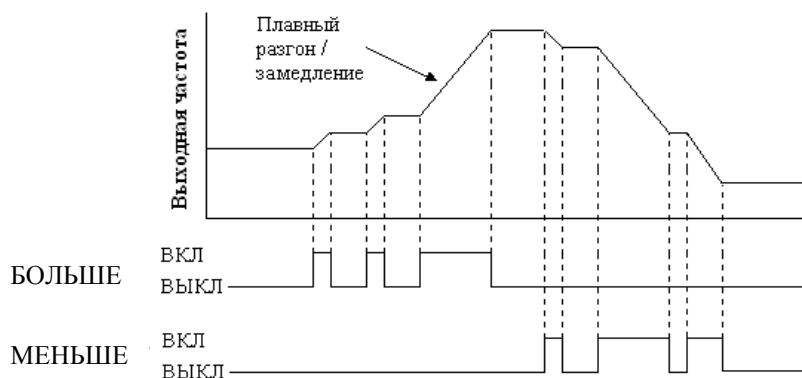 Плавный
разгон /
замедление
Выходная частота
БОЛЬШЕ
ВКЛ
ВЫКЛ
МЕНЬШЕ
ВКЛ
ВЫКЛ